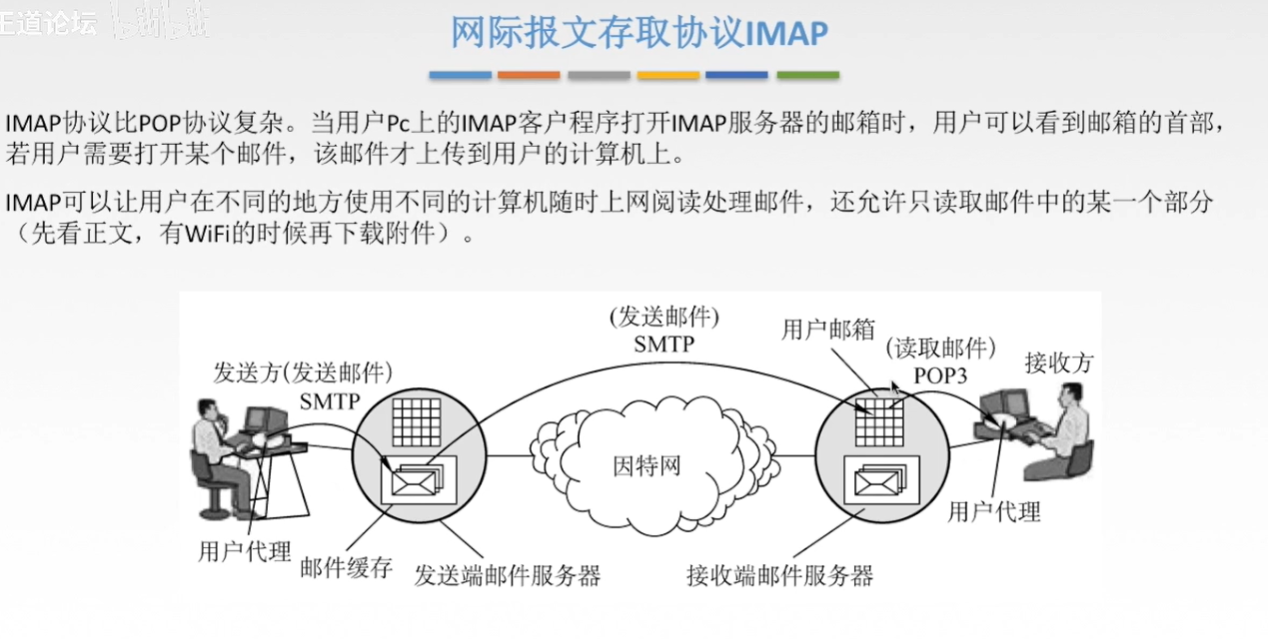 王道论坛 bilibili
网际报文存取协议IMAP
IMAP协议比POP协议复杂。当用户Pc上的IMAP客户程序打开IMAP服务器的邮箱时，用户可以看到邮箱的首部，
若用户需要打开某个邮件，该邮件才上传到用户的计算机上。
IMAP可以让用户在不同的地方使用不同的计算机随时上网阅读处理邮件，还允许只读取邮件中的某一个部分
（先看正文，有WiFi的时候再下载附件）。
(发送邮件)
SMTP
用户邮箱
(读取邮件)
POP3
接收方
发送方(发送邮件)
SMTP
因特网
用户代理
用户代理
邮件缓存
发送端邮件服务器
接收端邮件服务器